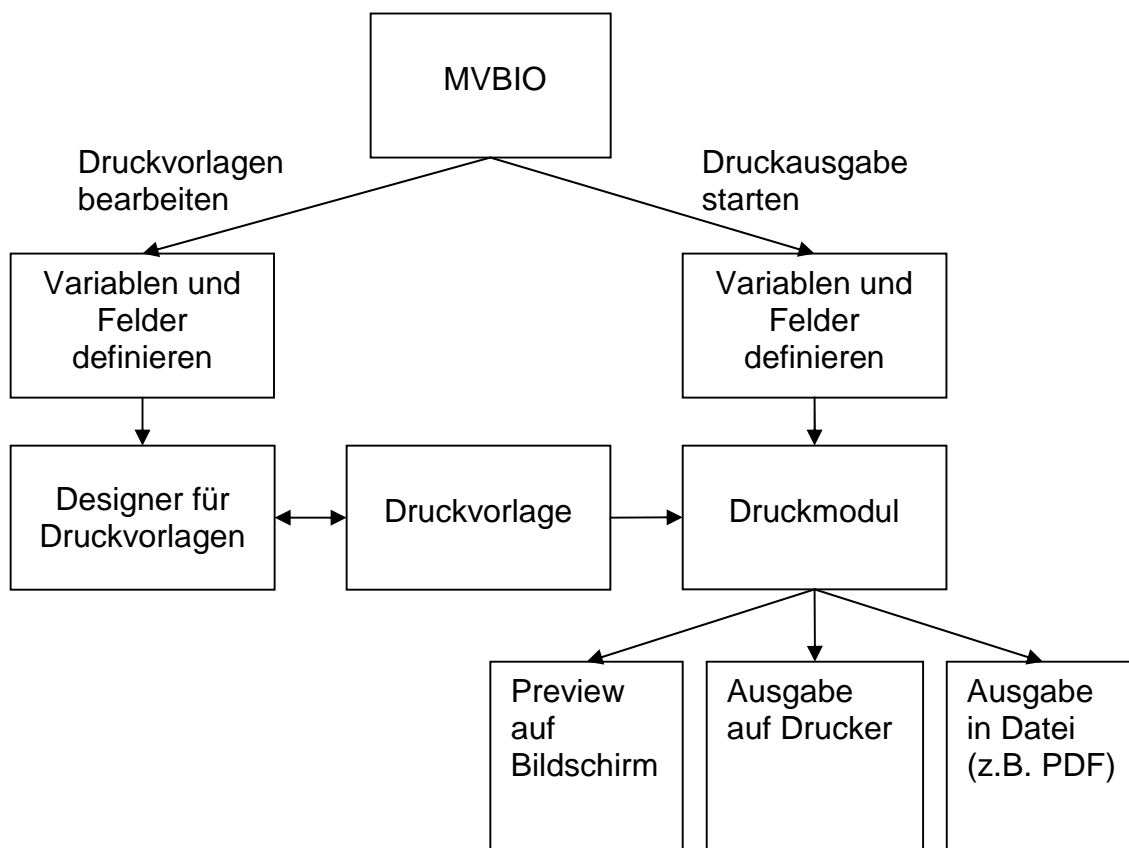 MVBIO
Druckvorlagen
bearbeiten
Druckausgabe
starten
Variablen und
Felder
definieren
Variablen und
Felder
definieren
Designer für
Druckvorlagen
Druckvorlage
Druckmodul
Preview
auf
Bildschirm
Ausgabe
auf Drucker
Ausgabe
in Datei
(z.B. PDF)